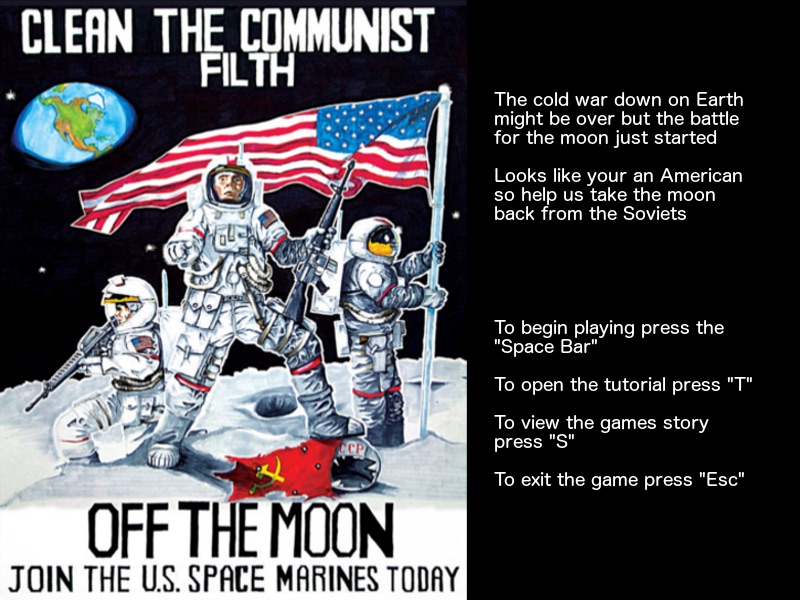 CLEAN THE COMMUNIST
FILTH
CCP
OFF THE MOON
JOIN THE U.S. SPACE MARINES TODAY
The cold war down on Earth
might be over but the battle
for the moon just started
Looks like your an American
so help us take the moon
back from the Soviets
To begin playing press the
"Space Bar"
To open the tutorial press "T"
To view the games story
press "S"
To exit the game press "Esc"